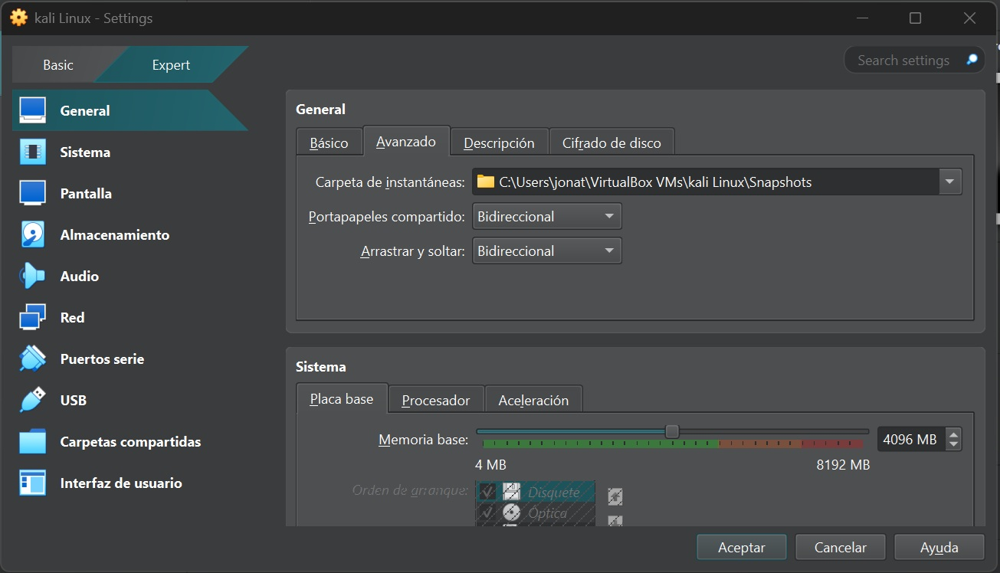 kali Linux - Settings
Basic
Expert
Search settings
General
Sistema
Pantalla
Almacenamiento
Audio
Red
Puertos serie
USB
Carpetas compartidas
Interfaz de usuario
General
Básico
Avanzado
Descripción
Cifrado de disco
Carpeta de instantáneas:
C:\Users\jonat\VirtualBox VMs\kali Linux\Snapshots
Portapapeles compartido:
Bidireccional
Arrastrar y soltar:
Bidireccional
Sistema
Placa base
Procesador
Aceleración
Memoria base:
4096 MB
4 MB
8192 MB
Orden de arranque:
Disquete
Óptica
Aceptar
Cancelar
Ayuda